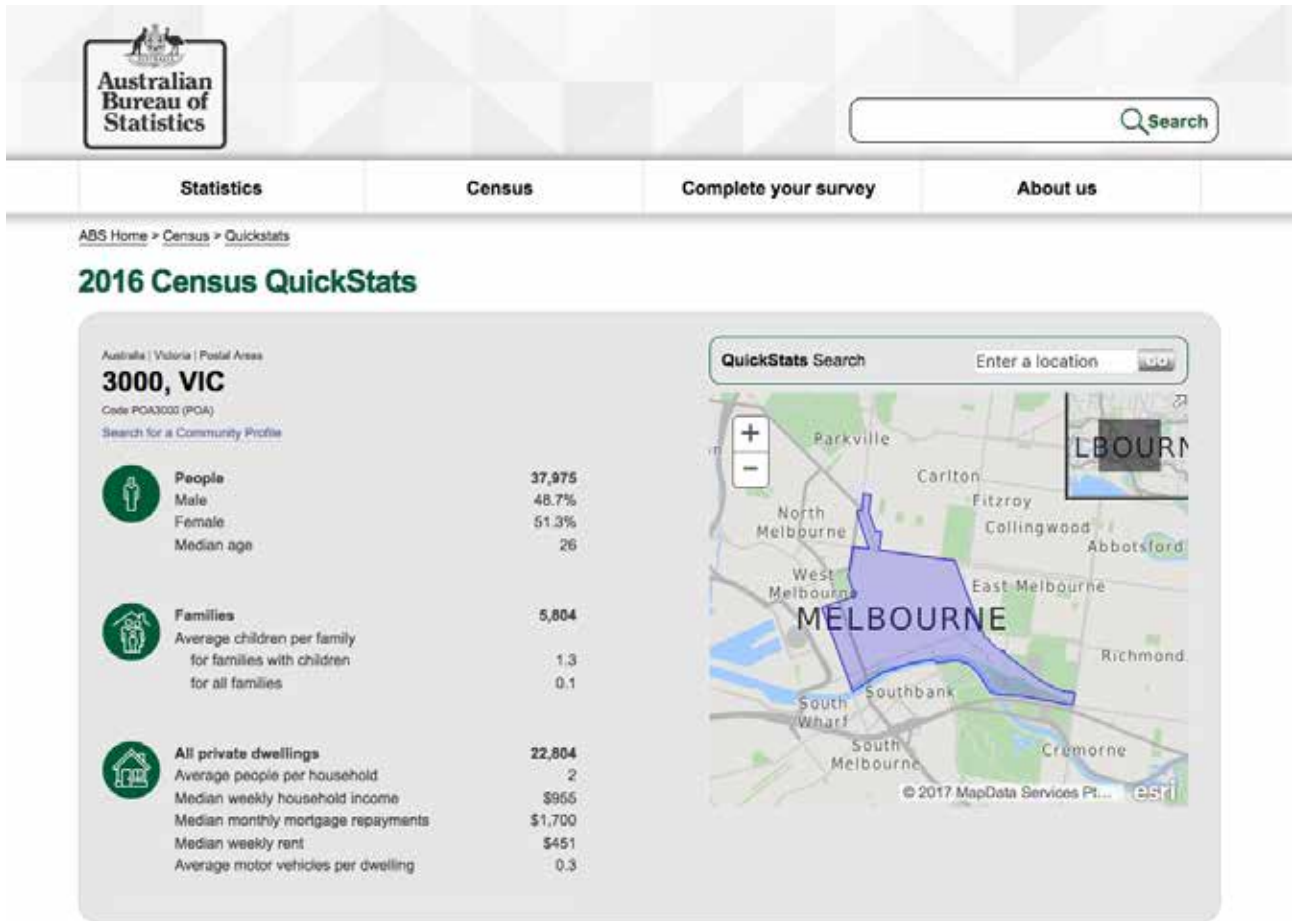 Australian
Bureau of
Statistics
Search
Statistics
Census
Complete your survey
About us
ABS Home > Census > Quickstats
2016 Census QuickStats
Australia | Victoria | Postal Areas
3000, VIC
Code POA3000 (POA)
Search for a Community Profile
People 37,975
Male 48.7%
Female 51.3%
Median age 26
Families 5,804
Average children per family
for families with children 1.3
for all families 0.1
All private dwellings 22,804
Average people per household 2
Median weekly household income $955
Median monthly mortgage repayments $1,700
Median weekly rent $451
Average motor vehicles per dwelling 0.3
QuickStats Search
Enter a location
GO
+
−
LBOURN
Parkville
Carlton
Fitzroy
North
Melbourne
Collingwood
Abbotsford
West
Melbourne
East Melbourne
MELBOURNE
Richmond
Southbank
South
Wharf
South
Melbourne
Cremorne
© 2017 MapData Services Pt...
esri